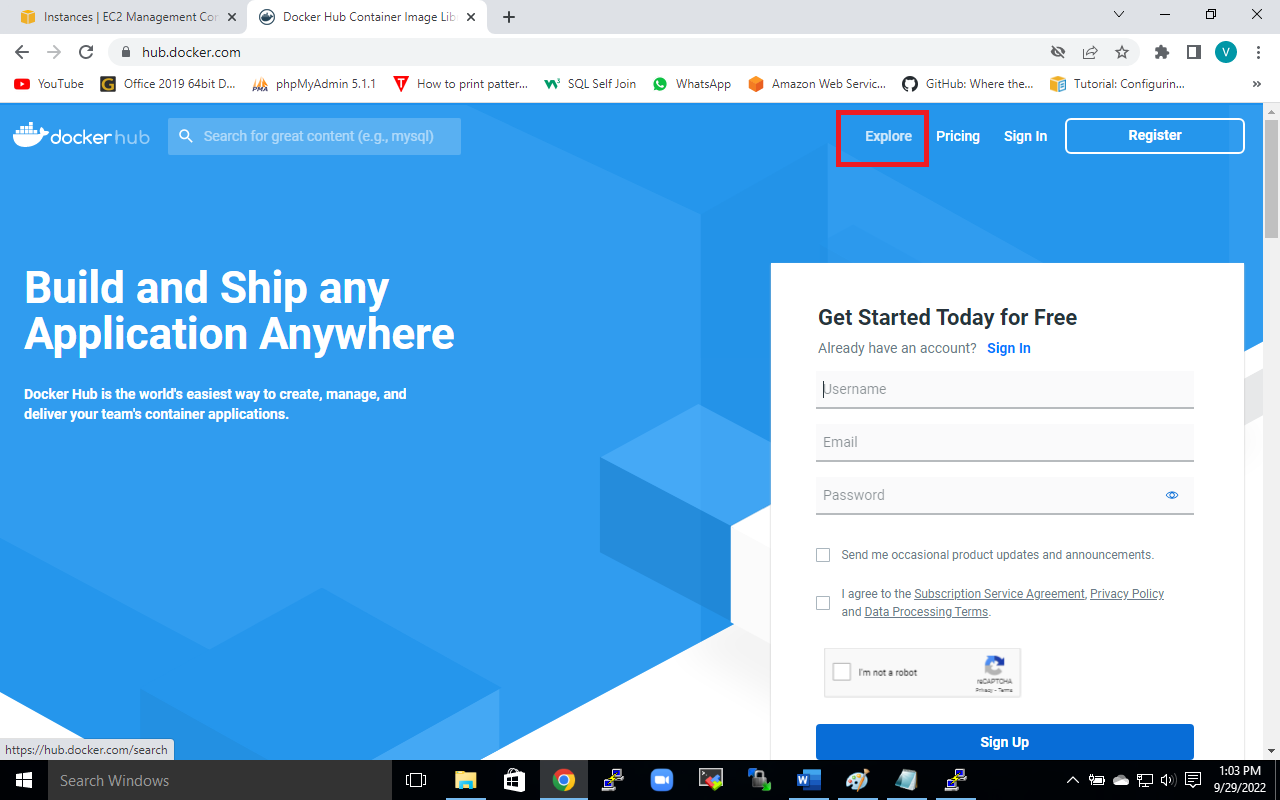 Instances | EC2 Management Con
Docker Hub Container Image Lib
hub.docker.com
V
YouTube
Office 2019 64bit D...
phpMyAdmin 5.1.1
How to print patter...
SQL Self Join
WhatsApp
Amazon Web Servic...
GitHub: Where the...
Tutorial: Configurin...
docker hub
Search for great content (e.g., mysql)
Explore
Pricing
Sign In
Register
Build and Ship any
Application Anywhere
Docker Hub is the world's easiest way to create, manage, and
deliver your team's container applications.
Get Started Today for Free
Already have an account? Sign In
Username
Email
Password
Send me occasional product updates and announcements.
I agree to the Subscription Service Agreement, Privacy Policy
and Data Processing Terms.
I'm not a robot
reCAPTCHA
Privacy - Terms
Sign Up
https://hub.docker.com/search
Search Windows
1:03 PM
9/29/2022